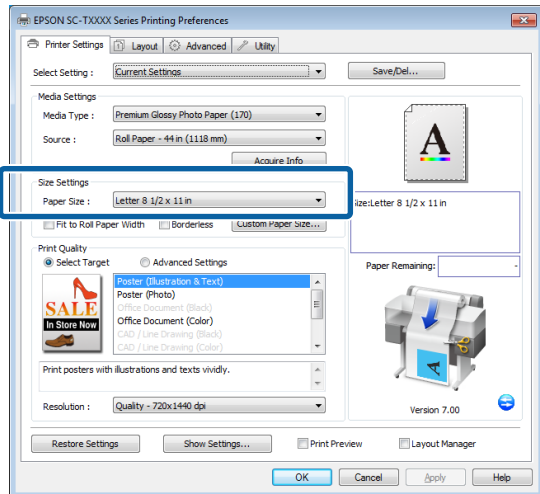 EPSON SC-TXXXX Series Printing Preferences
Printer Settings Layout Advanced Utility
Select Setting : Current Settings Save/Del...
Media Settings
Media Type : Premium Glossy Photo Paper (170)
Source : Roll Paper - 44 in (1118 mm)
Acquire Info
A
Size Settings
Paper Size : Letter 8 1/2 x 11 in
Size:Letter 8 1/2 x 11 in
Fit to Roll Paper Width Borderless Custom Paper Size...
Print Quality
Select Target Advanced Settings
Paper Remaining: -
SALE
In Store Now
Poster (Illustration & Text)
Poster (Photo)
Office Document (Black)
Office Document (Color)
CAD / Line Drawing (Black)
CAD / Line Drawing (Color)
A
Print posters with illustrations and texts vividly.
Resolution : Quality - 720x1440 dpi
Version 7.00
Restore Settings Show Settings... Print Preview Layout Manager
OK Cancel Apply Help